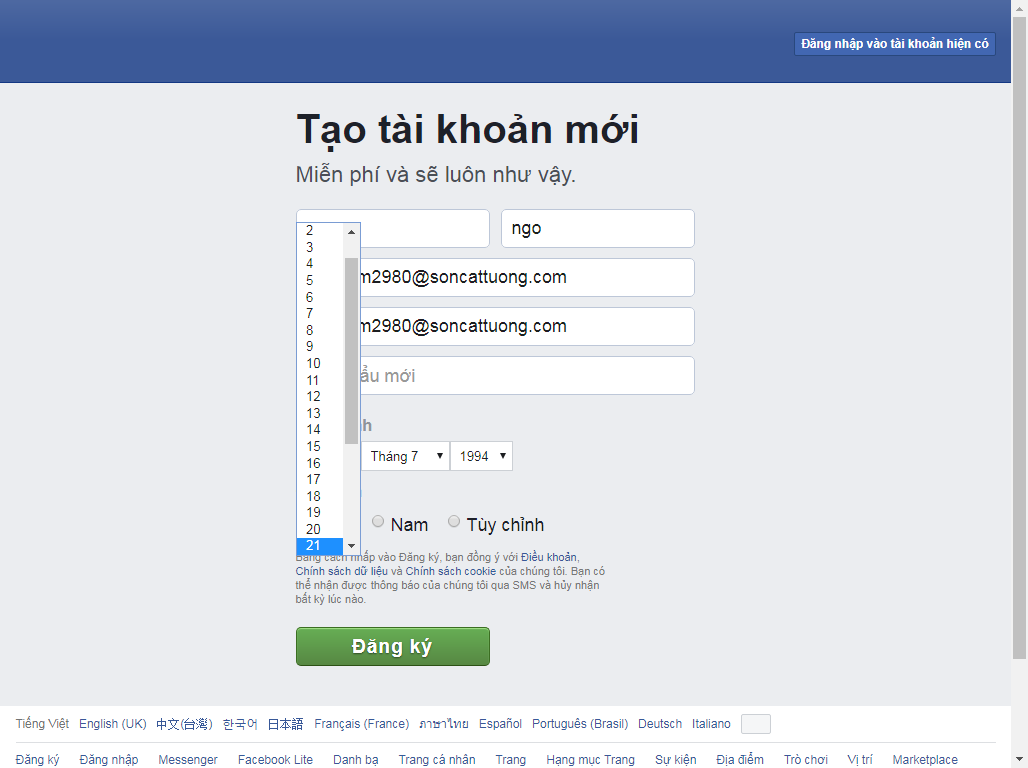 Đăng nhập vào tài khoản hiện có
Tạo tài khoản mới
Miễn phí và sẽ luôn như vậy.
ngo
m2980@soncattuong.com
m2980@soncattuong.com
ẩu mới
2
3
4
5
6
7
8
9
10
11
12
13
14
15
16
17
18
19
20
21
h
Tháng 7 1994
Nam Tùy chỉnh
Bằng cách nhấp vào Đăng ký, bạn đồng ý với Điều khoản,
Chính sách dữ liệu và Chính sách cookie của chúng tôi. Bạn có
thể nhận được thông báo của chúng tôi qua SMS và hủy nhận
bất kỳ lúc nào.
Đăng ký
Tiếng Việt English (UK) 中文(台灣) 한국어 日本語 Français (France) ภาษาไทย Español Português (Brasil) Deutsch Italiano
Đăng ký Đăng nhập Messenger Facebook Lite Danh bạ Trang cá nhân Trang Hạng mục Trang Sự kiện Địa điểm Trò chơi Vị trí Marketplace